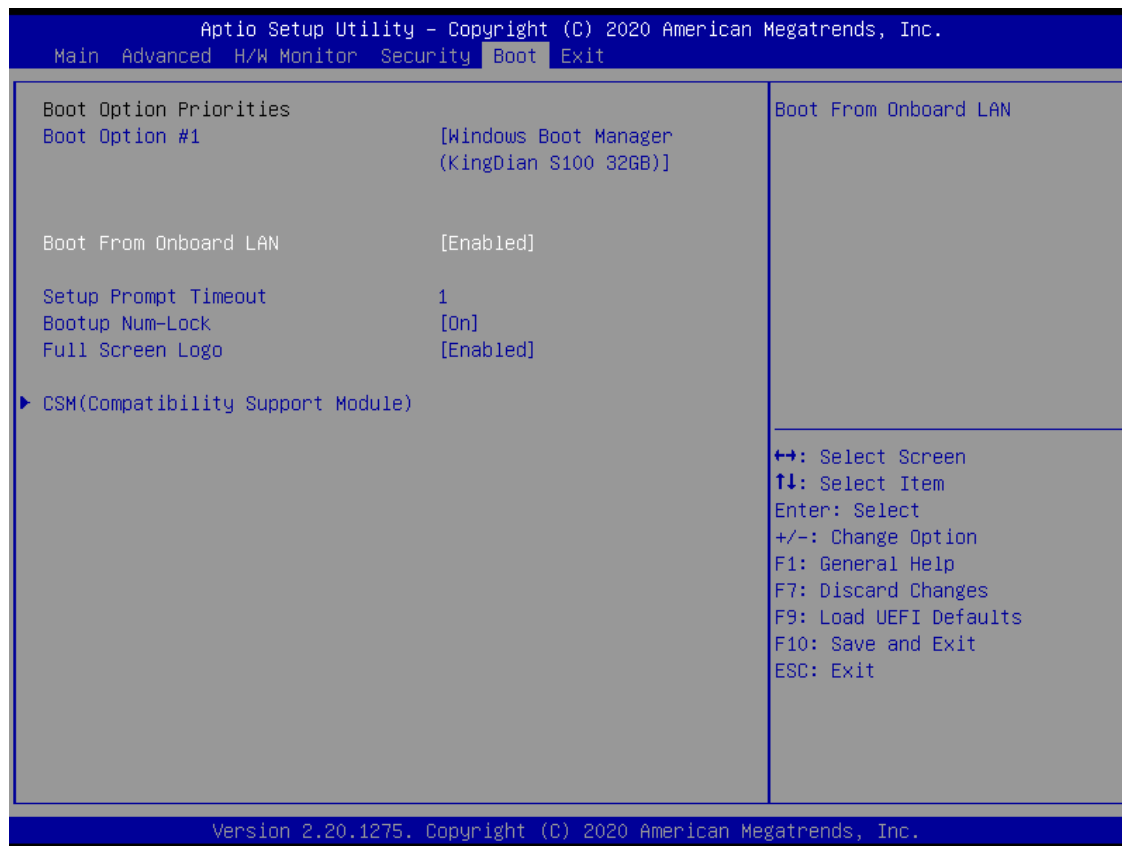 Aptio Setup Utility – Copyright (C) 2020 American Megatrends, Inc.
Main Advanced H/W Monitor Security Boot Exit
Boot Option Priorities
Boot Option #1 [Windows Boot Manager
(KingDian S100 32GB)]
Boot From Onboard LAN [Enabled]
Setup Prompt Timeout 1
Bootup Num-Lock [On]
Full Screen Logo [Enabled]
► CSM(Compatibility Support Module)
Boot From Onboard LAN
↔: Select Screen
↑↓: Select Item
Enter: Select
+/-: Change Option
F1: General Help
F7: Discard Changes
F9: Load UEFI Defaults
F10: Save and Exit
ESC: Exit
Version 2.20.1275. Copyright (C) 2020 American Megatrends, Inc.